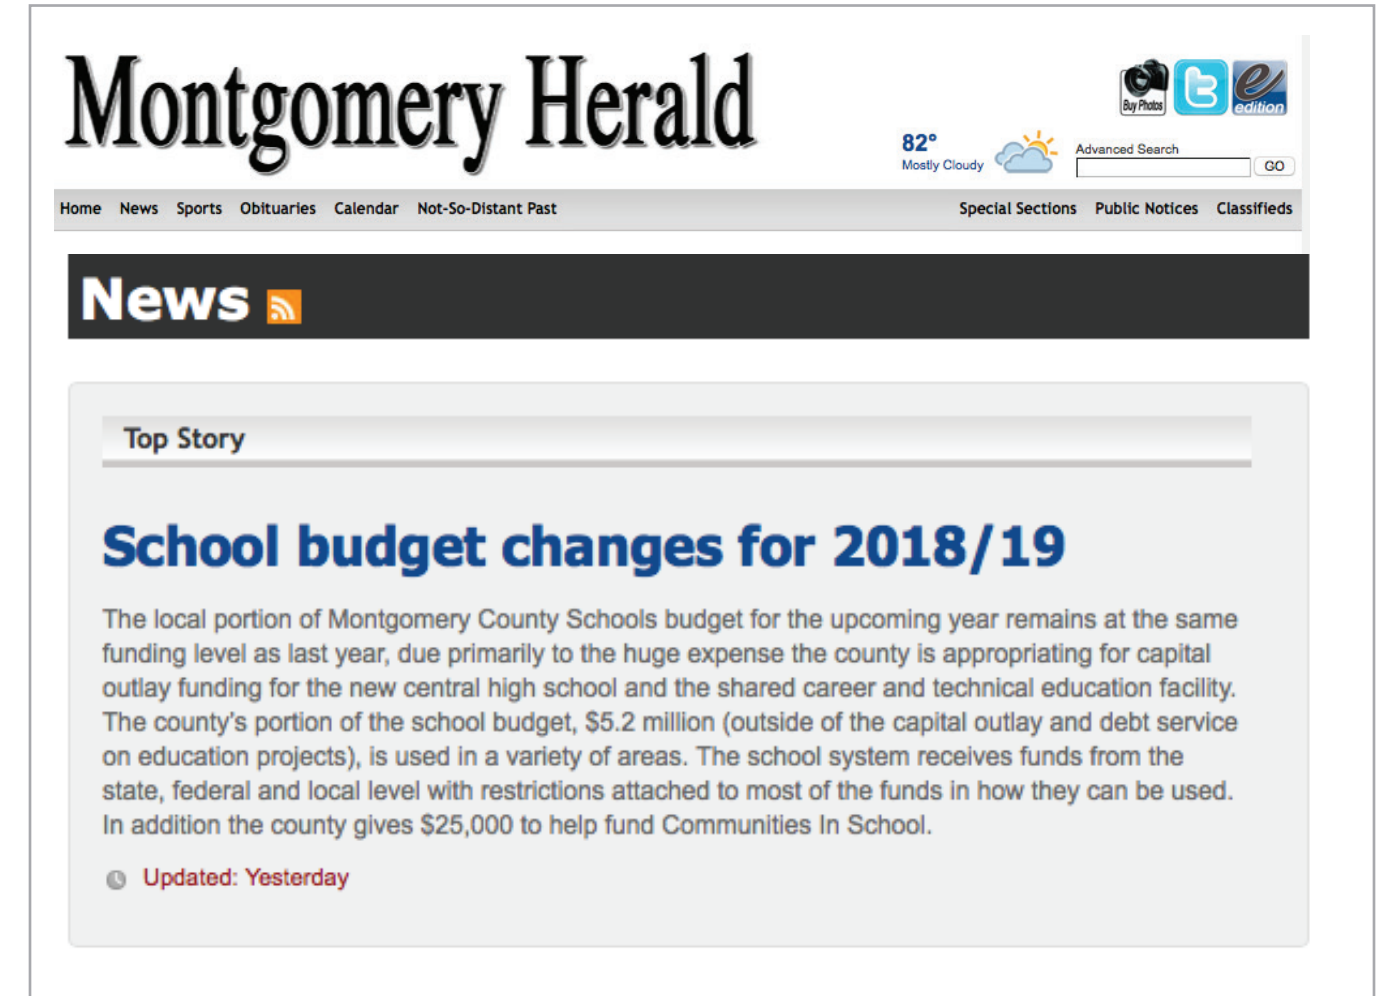 Montgomery Herald
Buy Photos
edition
82°
Mostly Cloudy
Advanced Search
GO
Home News Sports Obituaries Calendar Not-So-Distant Past
Special Sections Public Notices Classifieds
News
Top Story
School budget changes for 2018/19
The local portion of Montgomery County Schools budget for the upcoming year remains at the same
funding level as last year, due primarily to the huge expense the county is appropriating for capital
outlay funding for the new central high school and the shared career and technical education facility.
The county's portion of the school budget, $5.2 million (outside of the capital outlay and debt service
on education projects), is used in a variety of areas. The school system receives funds from the
state, federal and local level with restrictions attached to most of the funds in how they can be used.
In addition the county gives $25,000 to help fund Communities In School.
Updated: Yesterday